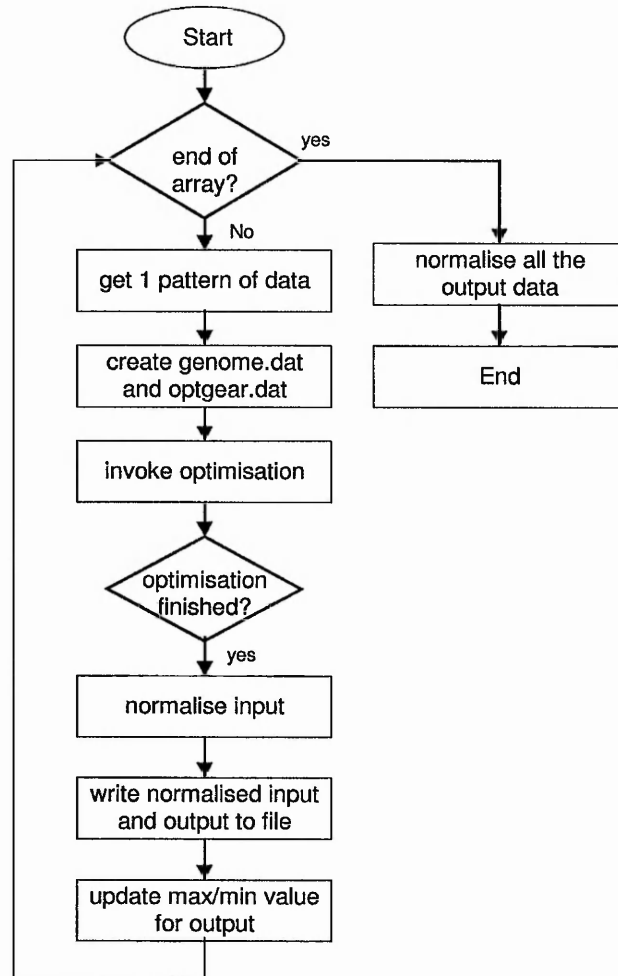 Start
end of
array?
yes
No
get 1 pattern of data
normalise all the
output data
create genome.dat
and optgear.dat
End
invoke optimisation
optimisation
finished?
yes
normalise input
write normalised input
and output to file
update max/min value
for output